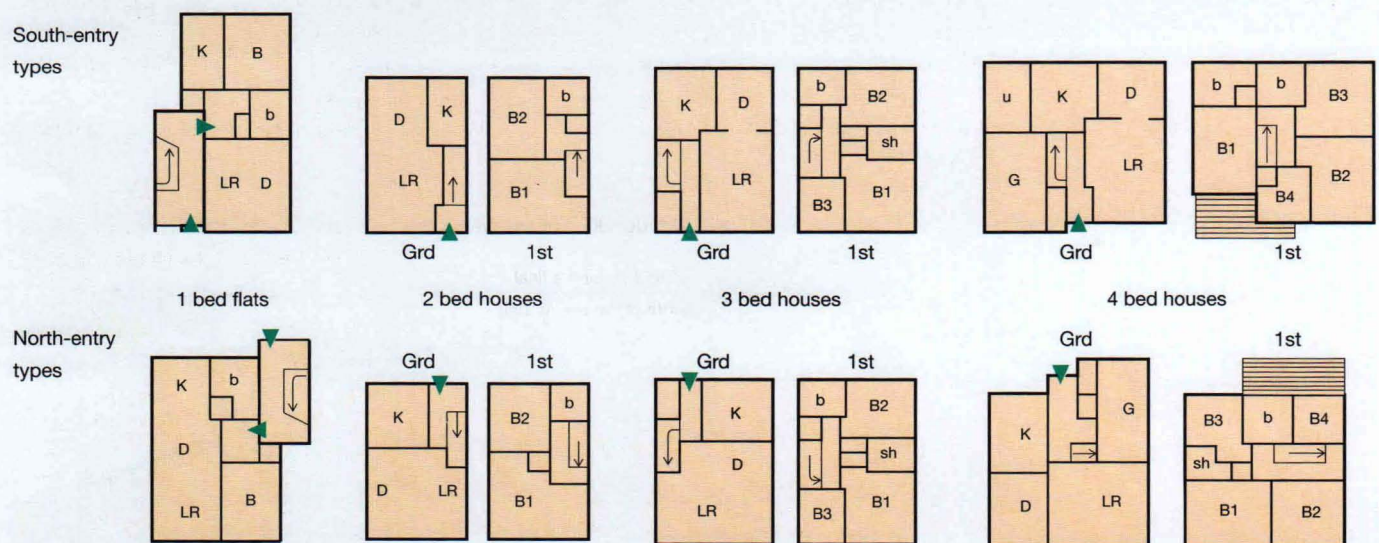 South-entry
types
K B
b
LR D
D K
LR
Grd
B2 b
B1
1st
K D
LR
Grd
b B2
sh
B3 B1
1st
u K D
G LR
Grd
b b B3
B1 B2
B4
1st
1 bed flats 2 bed houses 3 bed houses 4 bed houses
North-entry
types
K b
D
LR B
Grd
K
D LR
1st
B2 b
B1
Grd
K
D
LR
1st
b B2
sh
B3 B1
Grd
G
K
D LR
1st
B3 b B4
sh
B1 B2